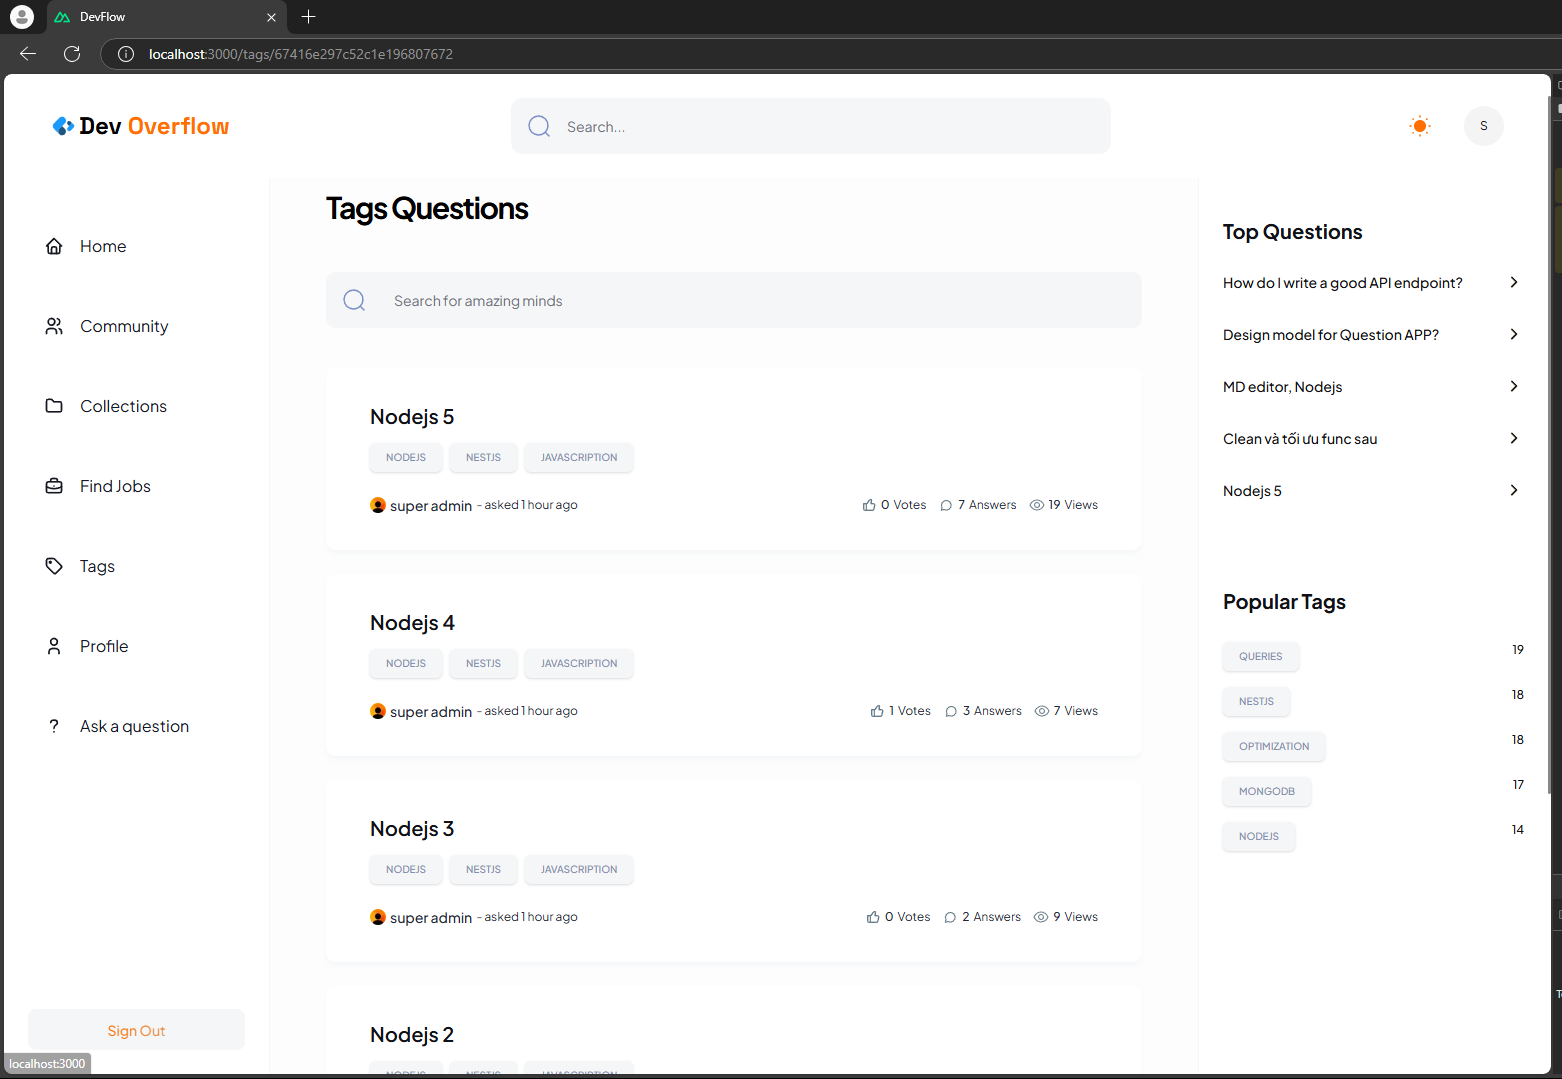 DevFlow
localhost:3000/tags/67416e297c52c1e196807672
Dev Overflow
Search...
S
Home
Community
Collections
Find Jobs
Tags
Profile
? Ask a question
Sign Out
localhost:3000
Tags Questions
Search for amazing minds
Nodejs 5
NODEJS NESTJS JAVASCRIPTION
super admin - asked 1 hour ago 0 Votes 7 Answers 19 Views
Nodejs 4
NODEJS NESTJS JAVASCRIPTION
super admin - asked 1 hour ago 1 Votes 3 Answers 7 Views
Nodejs 3
NODEJS NESTJS JAVASCRIPTION
super admin - asked 1 hour ago 0 Votes 2 Answers 9 Views
Nodejs 2
NODEJS NESTJS JAVASCRIPTION
Top Questions
How do I write a good API endpoint?
Design model for Question APP?
MD editor, Nodejs
Clean và tối ưu func sau
Nodejs 5
Popular Tags
QUERIES 19
NESTJS 18
OPTIMIZATION 18
MONGODB 17
NODEJS 14